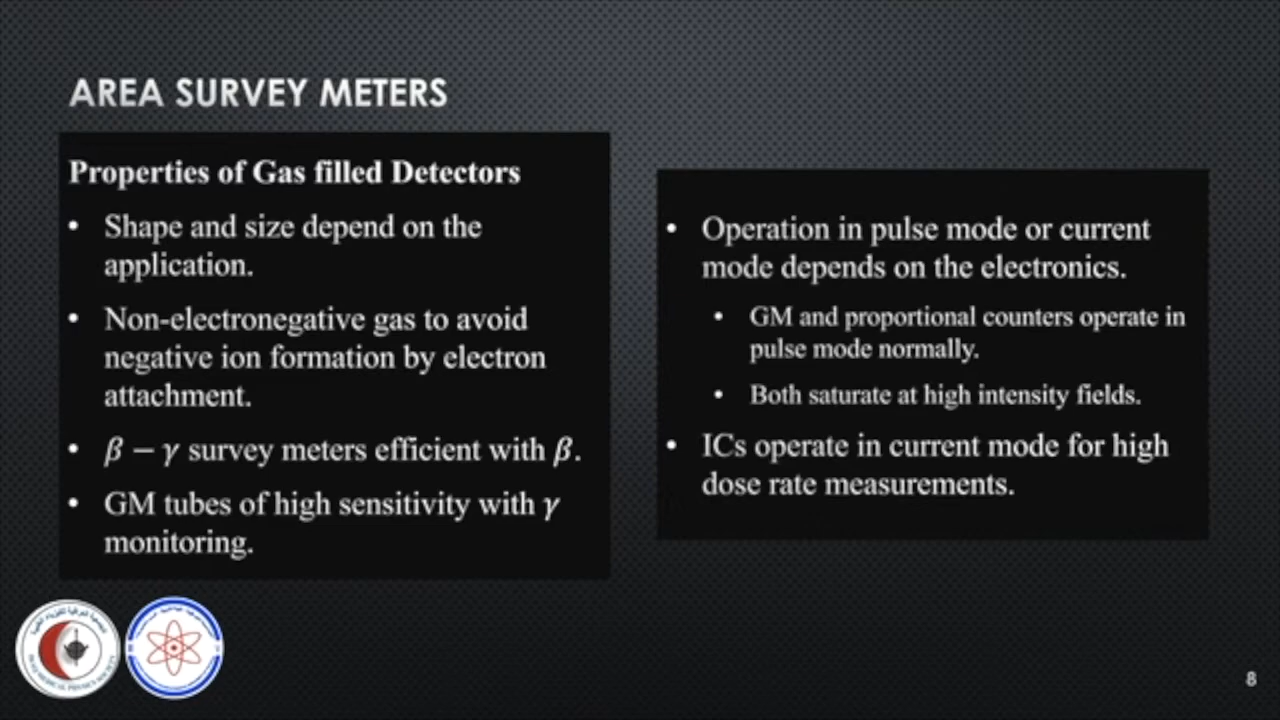 AREA SURVEY METERS
Properties of Gas filled Detectors
• Shape and size depend on the
application.
• Non-electronegative gas to avoid
negative ion formation by electron
attachment.
• β − γ survey meters efficient with β.
• GM tubes of high sensitivity with γ
monitoring.
• Operation in pulse mode or current
mode depends on the electronics.
• GM and proportional counters operate in
pulse mode normally.
• Both saturate at high intensity fields.
• ICs operate in current mode for high
dose rate measurements.
8